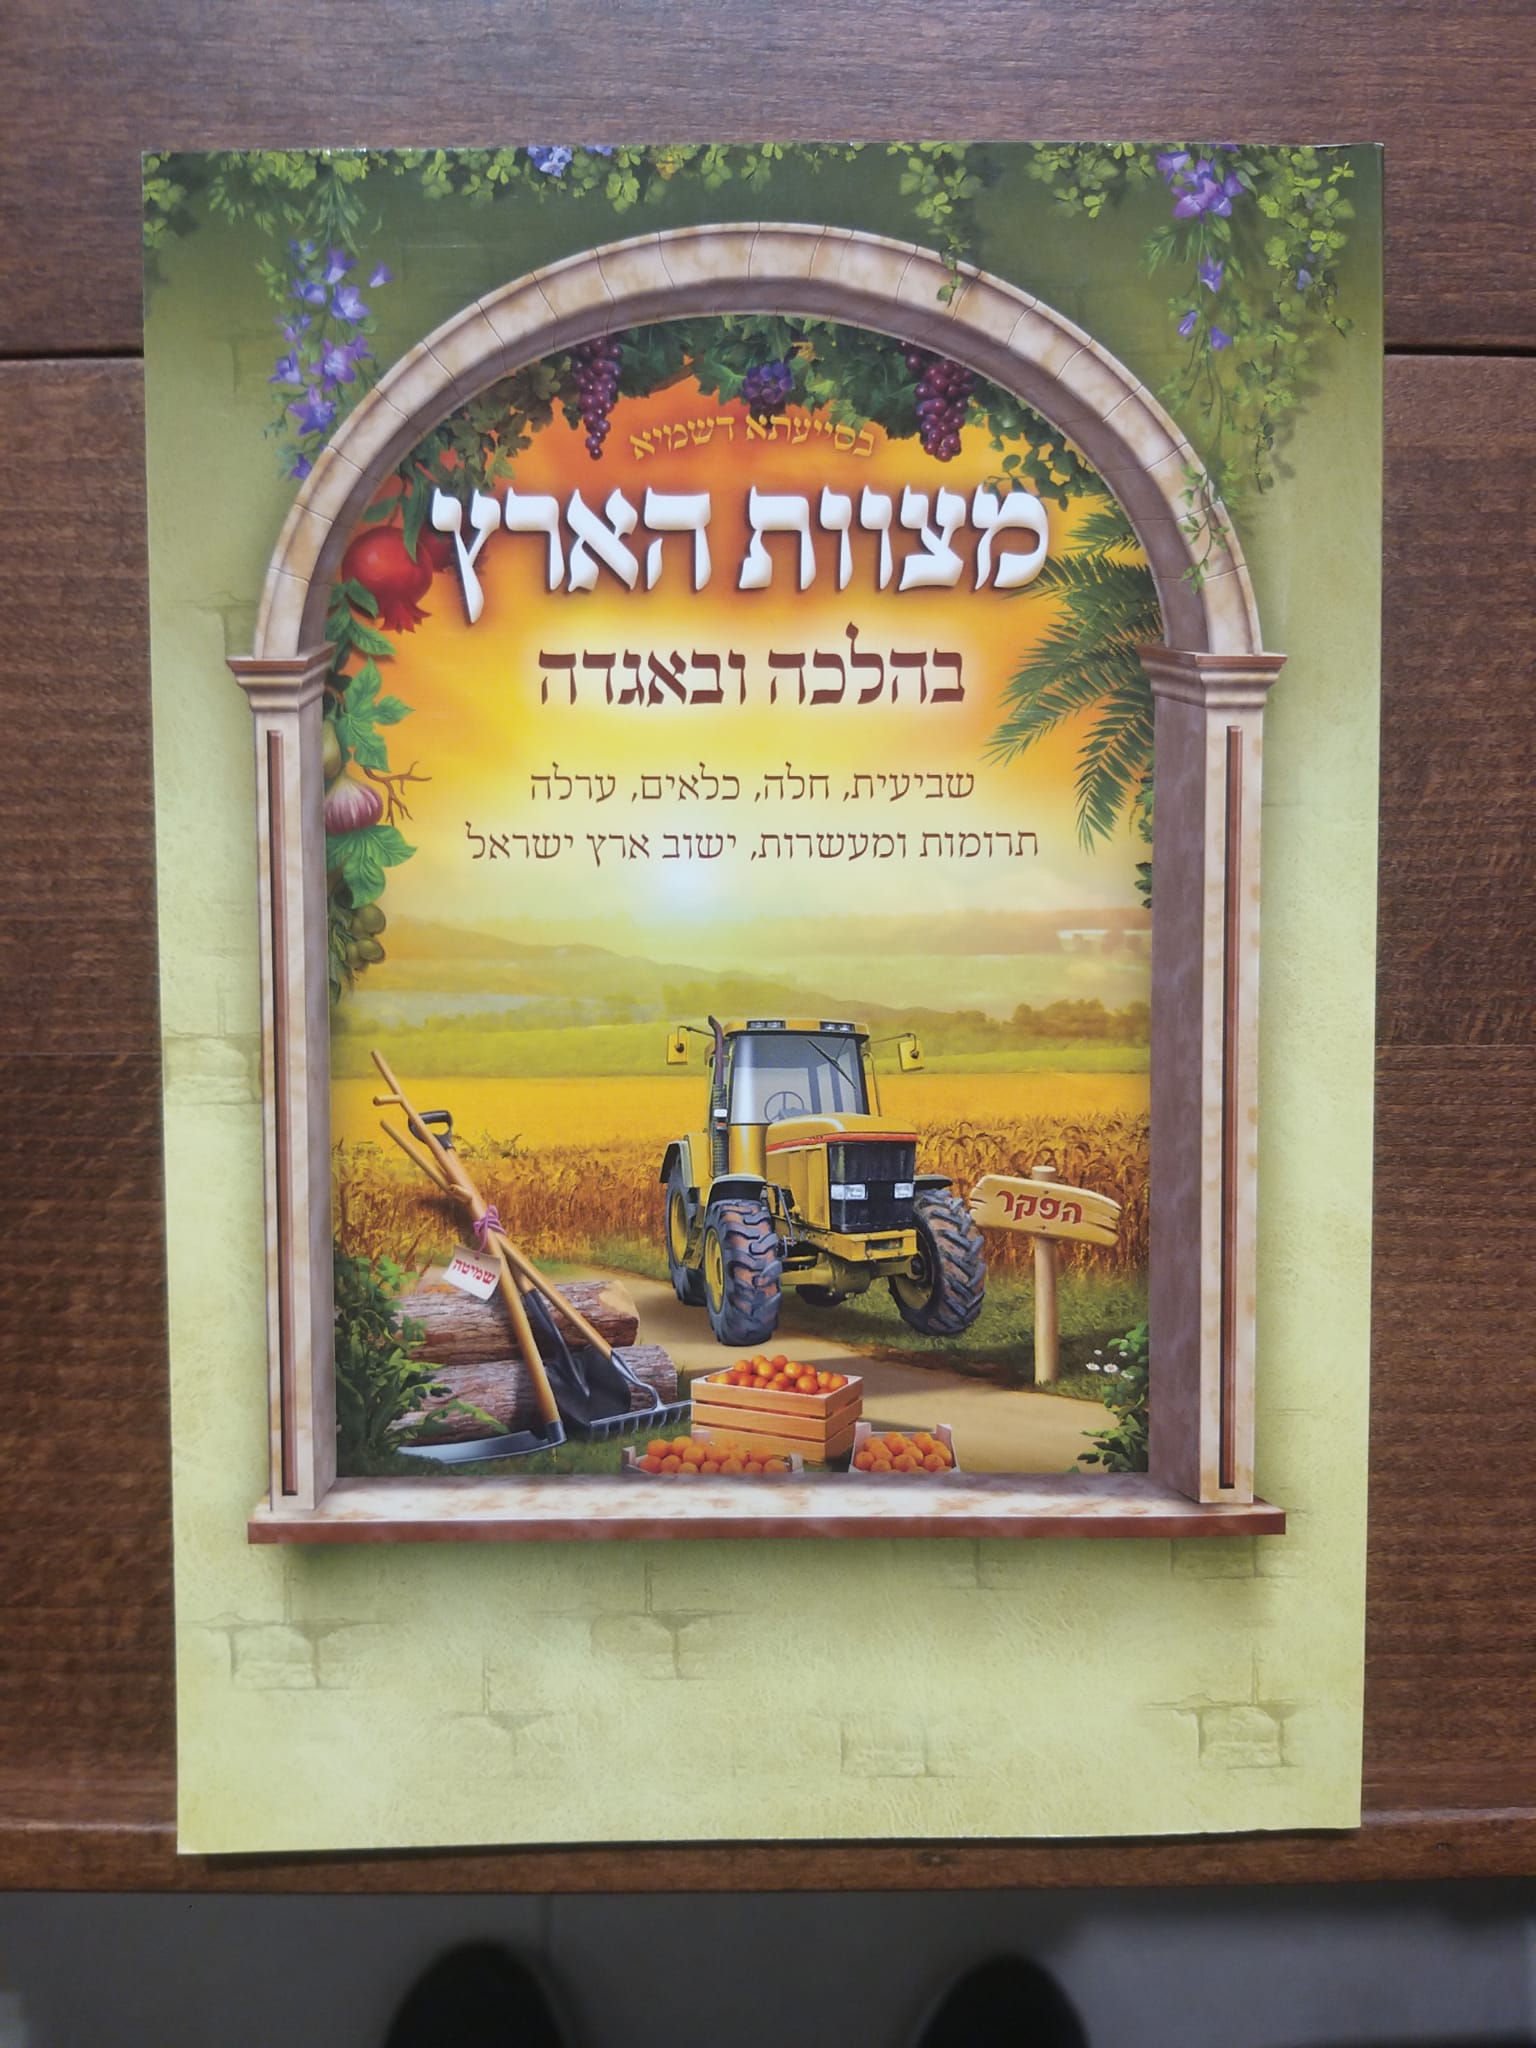 בסייעתא דשמיא
מצוות הארץ
בהלכה ובאגדה
שביעית, חלה, כלאים, ערלה
תרומות ומעשרות, ישוב ארץ ישראל
הפקר
שמיטה